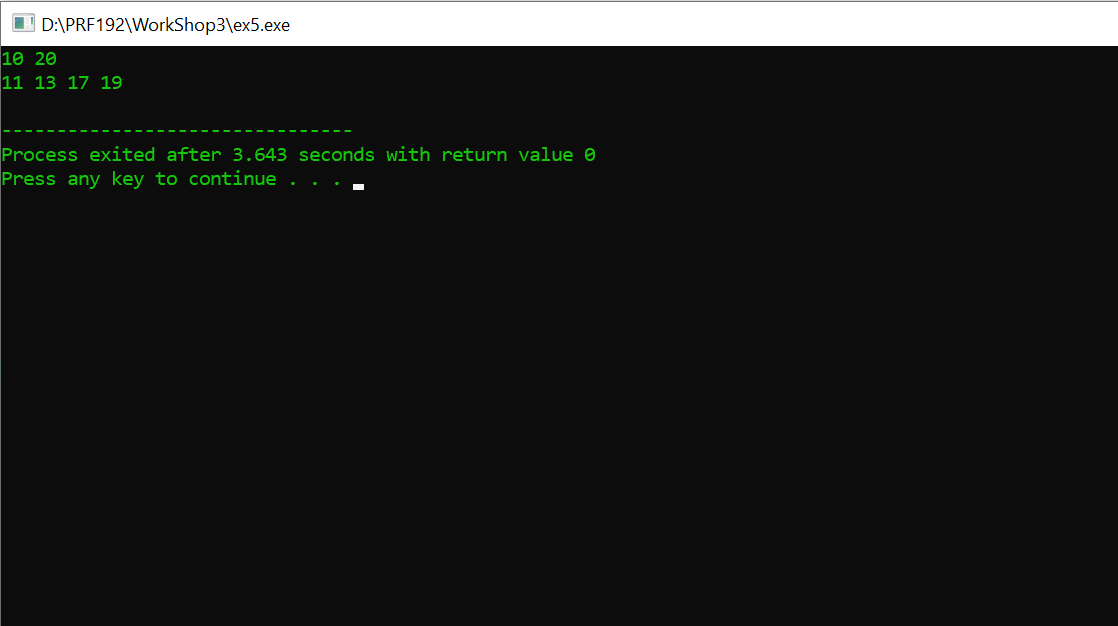 D:\PRF192\WorkShop3\ex5.exe
10 20
11 13 17 19
--------------------------------
Process exited after 3.643 seconds with return value 0
Press any key to continue . . .